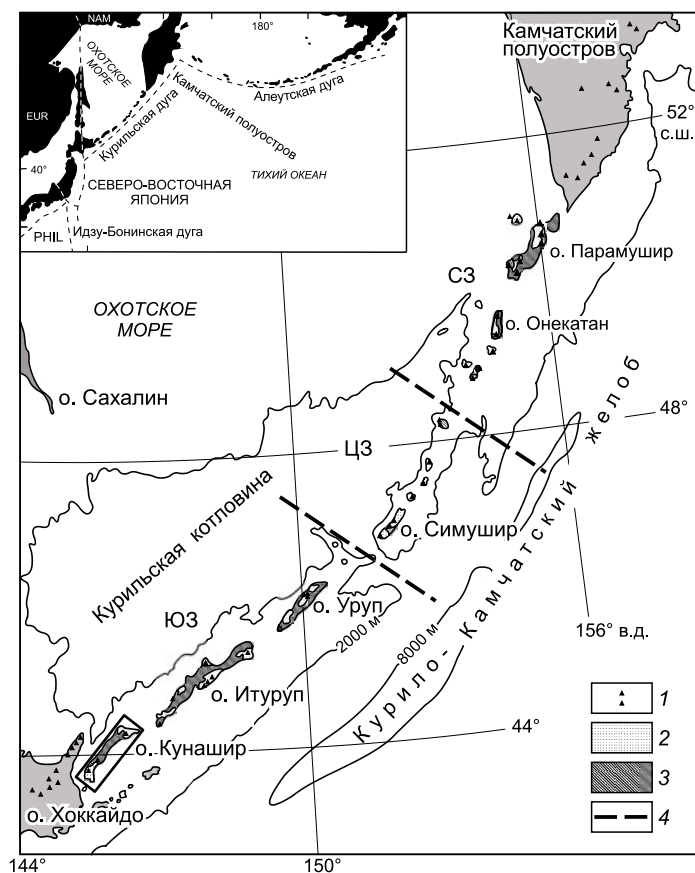 NAM
180°
ОХОТСКОЕ
МОРЕ
EUR
Курильская дуга
Камчатский полуостров
Алеутская дуга
40°
СЕВЕРО-ВОСТОЧНАЯ
ЯПОНИЯ
ТИХИЙ ОКЕАН
PHIL
Идзу-Бонинская дуга
Камчатский
полуостров
52°
с.ш.
о. Парамушир
СЗ
ОХОТСКОЕ
МОРЕ
о. Онекатан
о. Сахалин
48°
ЦЗ
Курильская котловина
о. Симушир
Курило-Камчатский желоб
о. Уруп
2000 м
8000 м
156° в.д.
ЮЗ
о. Итуруп
44°
о. Кунашир
о. Хоккайдо
1
2
3
4
144°
150°